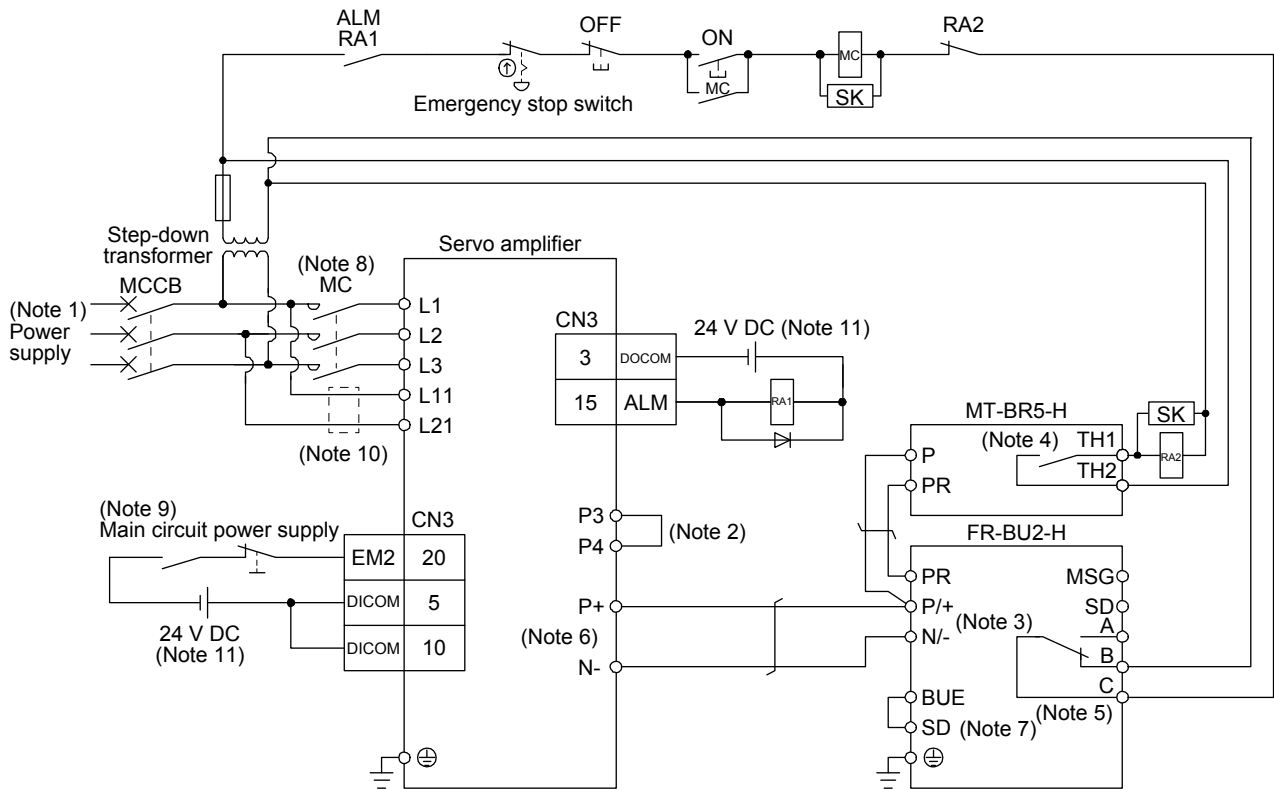 ALM
RA1
OFF
ON
RA2
MC
MC
SK
Emergency stop switch
Step-down
transformer
MCCB
(Note 8)
MC
Servo amplifier
(Note 1)
Power
supply
L1
L2
L3
L11
L21
(Note 10)
CN3
24 V DC (Note 11)
3
DOCOM
15
ALM
RA1
MT-BR5-H
SK
(Note 4)
TH1
RA2
TH2
P
PR
(Note 9)
Main circuit power supply
CN3
EM2
20
DICOM
5
DICOM
10
24 V DC
(Note 11)
P3
P4
(Note 2)
P+
(Note 6)
N-
FR-BU2-H
PR
MSG
P/+
SD
(Note 3)
A
N/-
B
C
BUE
(Note 5)
SD
(Note 7)